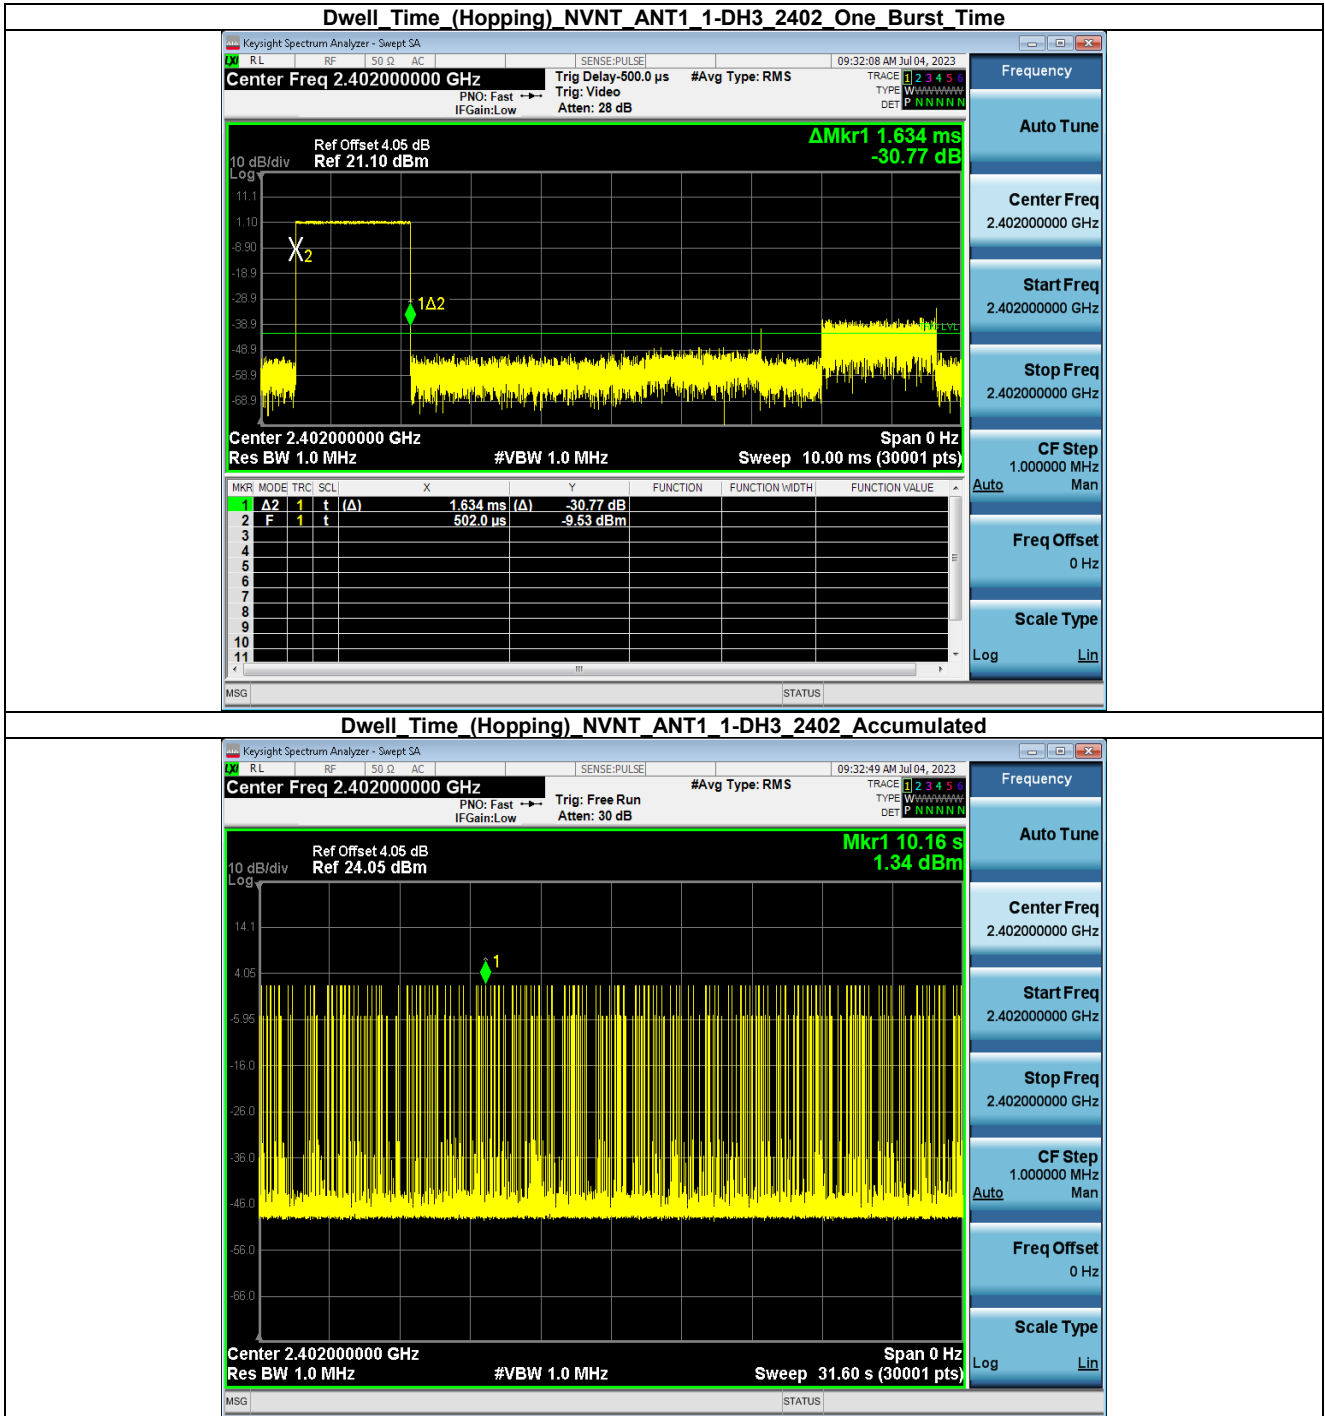 Dwell_Time_(Hopping)_NVNT_ANT1_1-DH3_2402_One_Burst_Time
Keysight Spectrum Analyzer - Swept SA
LXI RL RF 50 Ω AC SENSE:PULSE 09:32:08 AM Jul 04, 2023
Center Freq 2.402000000 GHz
PNO: Fast
IFGain:Low
Trig Delay-500.0 µs
Trig: Video
Atten: 28 dB
#Avg Type: RMS
TRACE 1 2 3 4 5 6
TYPE WWWWWW
DET P N N N N N
Ref Offset 4.05 dB
10 dB/div Ref 21.10 dBm
Log
ΔMkr1 1.634 ms
-30.77 dB
11.1
1.10
-8.90
-18.9
-28.9
-38.9
-48.9
-58.9
-68.9
X2
1Δ2
Center 2.402000000 GHz Span 0 Hz
Res BW 1.0 MHz #VBW 1.0 MHz Sweep 10.00 ms (30001 pts)
MKR MODE TRC SCL X Y FUNCTION FUNCTION WIDTH FUNCTION VALUE
1 Δ2 1 t (Δ) 1.634 ms (Δ) -30.77 dB
2 F 1 t 502.0 µs -9.53 dBm
3
4
5
6
7
8
9
10
11
MSG STATUS
Frequency
Auto Tune
Center Freq
2.402000000 GHz
Start Freq
2.402000000 GHz
Stop Freq
2.402000000 GHz
CF Step
1.000000 MHz
Auto Man
Freq Offset
0 Hz
Scale Type
Log Lin
Dwell_Time_(Hopping)_NVNT_ANT1_1-DH3_2402_Accumulated
Keysight Spectrum Analyzer - Swept SA
LXI RL RF 50 Ω AC SENSE:PULSE 09:32:49 AM Jul 04, 2023
Center Freq 2.402000000 GHz
PNO: Fast
IFGain:Low
Trig: Free Run
Atten: 30 dB
#Avg Type: RMS
TRACE 1 2 3 4 5 6
TYPE WWWWWW
DET P N N N N N
Ref Offset 4.05 dB
10 dB/div Ref 24.05 dBm
Log
Mkr1 10.16 s
1.34 dBm
14.1
4.05
-5.95
-16.0
-26.0
-36.0
-46.0
-56.0
-66.0
1
Center 2.402000000 GHz Span 0 Hz
Res BW 1.0 MHz #VBW 1.0 MHz Sweep 31.60 s (30001 pts)
MSG STATUS
Frequency
Auto Tune
Center Freq
2.402000000 GHz
Start Freq
2.402000000 GHz
Stop Freq
2.402000000 GHz
CF Step
1.000000 MHz
Auto Man
Freq Offset
0 Hz
Scale Type
Log Lin